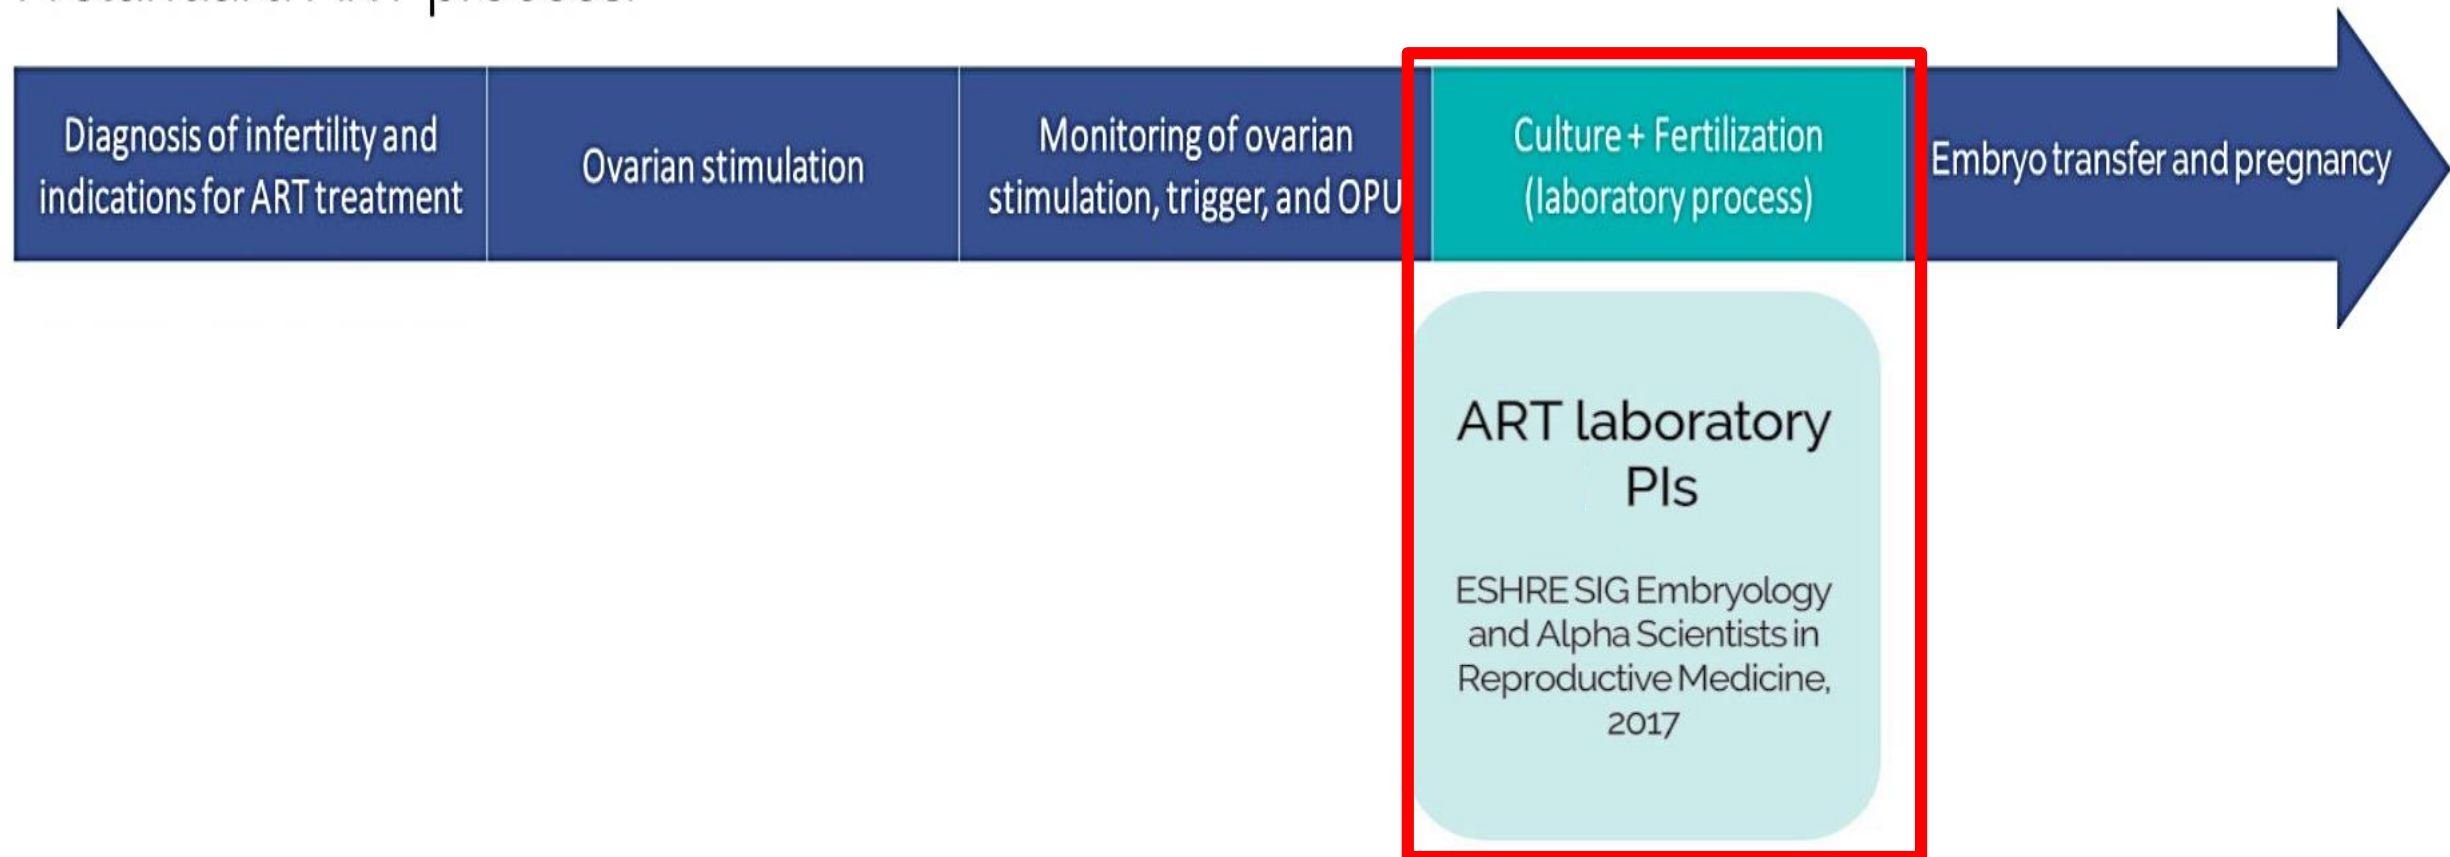 Diagnosis of infertility and
indications for ART treatment
Ovarian stimulation
Monitoring of ovarian
stimulation, trigger, and OPU
Culture + Fertilization
(laboratory process)
Embryo transfer and pregnancy
ART laboratory
PIs
ESHRE SIG Embryology
and Alpha Scientists in
Reproductive Medicine,
2017